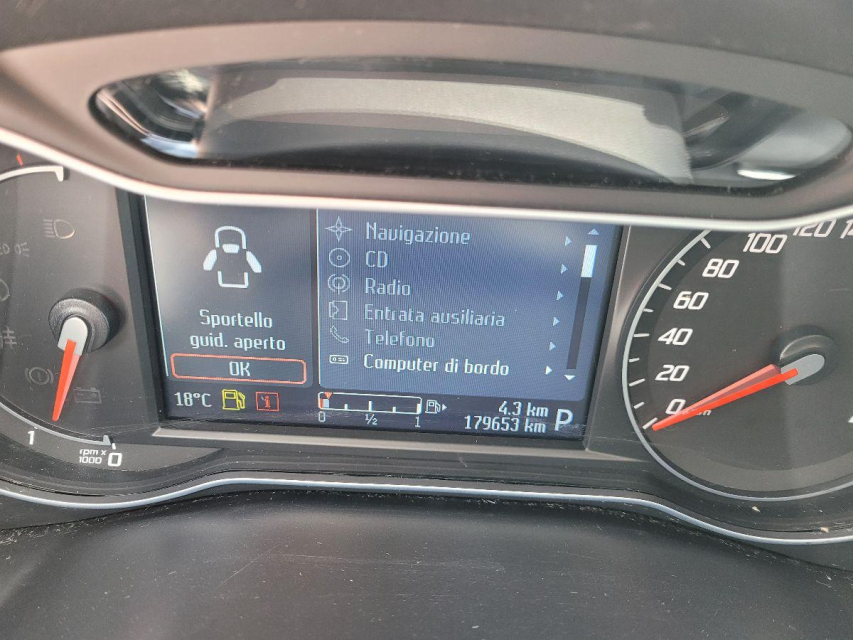 Navigazione
CD
Radio
Entrata ausiliaria
Telefono
Computer di bordo
Sportello
guid. aperto
OK
18°C
0 ½ 1
4.3 km
179653 km
P
1
rpm x
1000
0
0
20
40
60
80
100
120